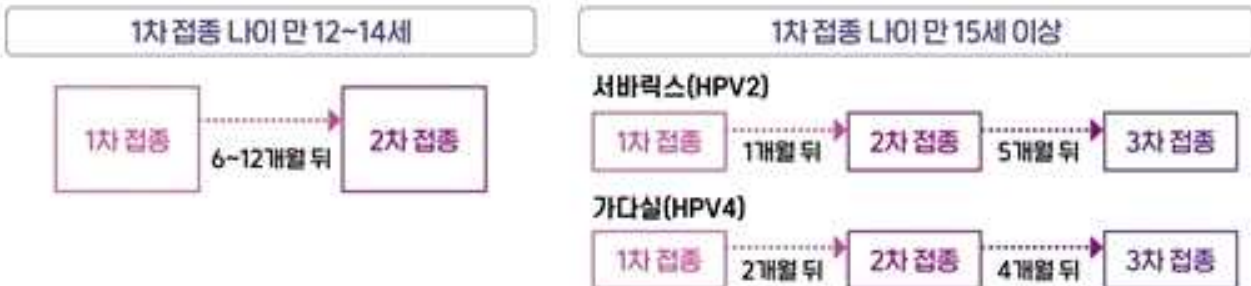 1차 접종 나이 만 12~14세
1차 접종
6~12개월 뒤
2차 접종
1차 접종 나이 만 15세 이상
서바릭스(HPV2)
1차 접종
1개월 뒤
2차 접종
5개월 뒤
3차 접종
가다실(HPV4)
1차 접종
2개월 뒤
2차 접종
4개월 뒤
3차 접종